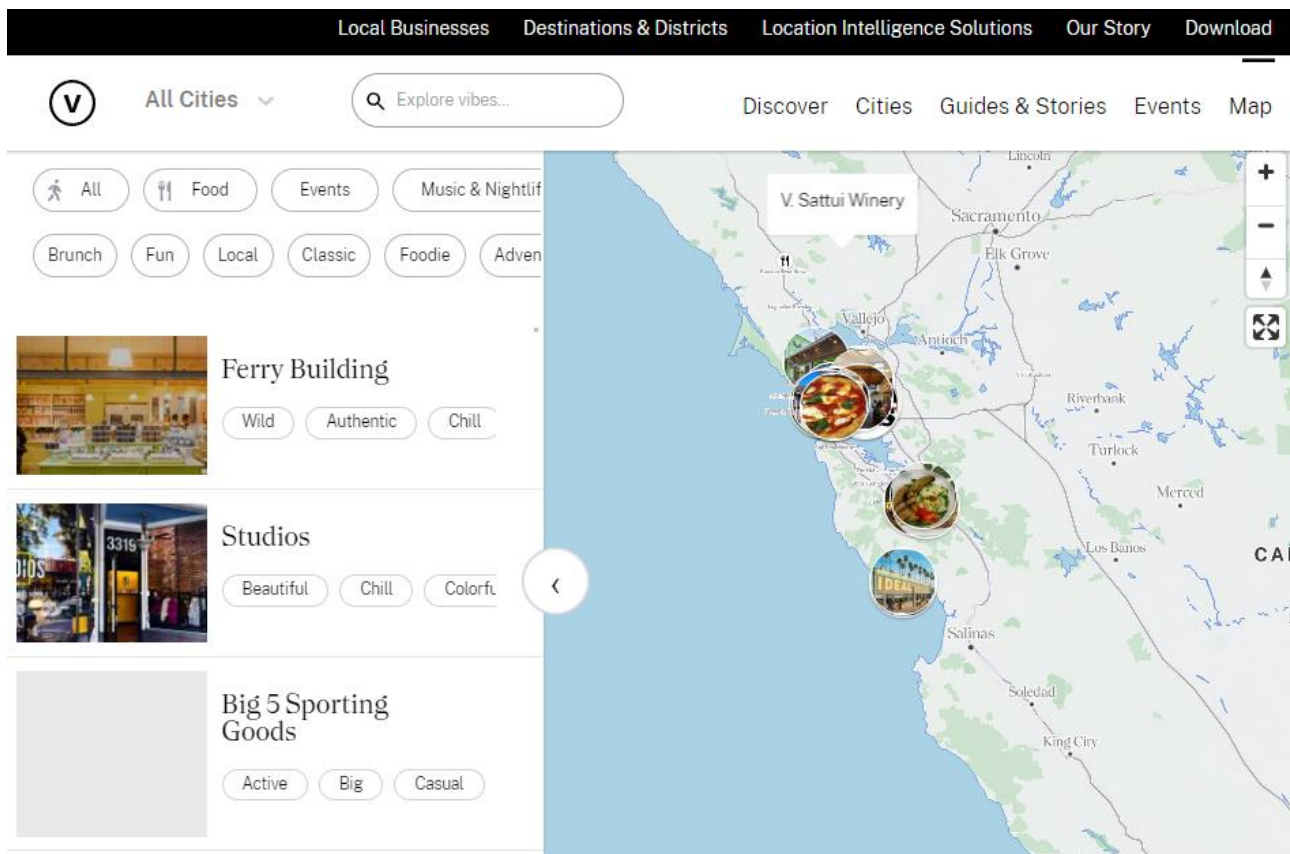 Local Businesses Destinations & Districts Location Intelligence Solutions Our Story Download
V All Cities Explore vibes... Discover Cities Guides & Stories Events Map
All Food Events Music & Nightlif
Brunch Fun Local Classic Foodie Adven
Ferry Building
Wild Authentic Chill
3319
Studios
Beautiful Chill Colorfu
Big 5 Sporting
Goods
Active Big Casual
Lincoln
V. Sattui Winery
Sacramento
Elk Grove
Vallejo
Antioch
Riverbank
Turlock
Merced
Los Banos
CAL
IDEAL
Salinas
Soledad
King City